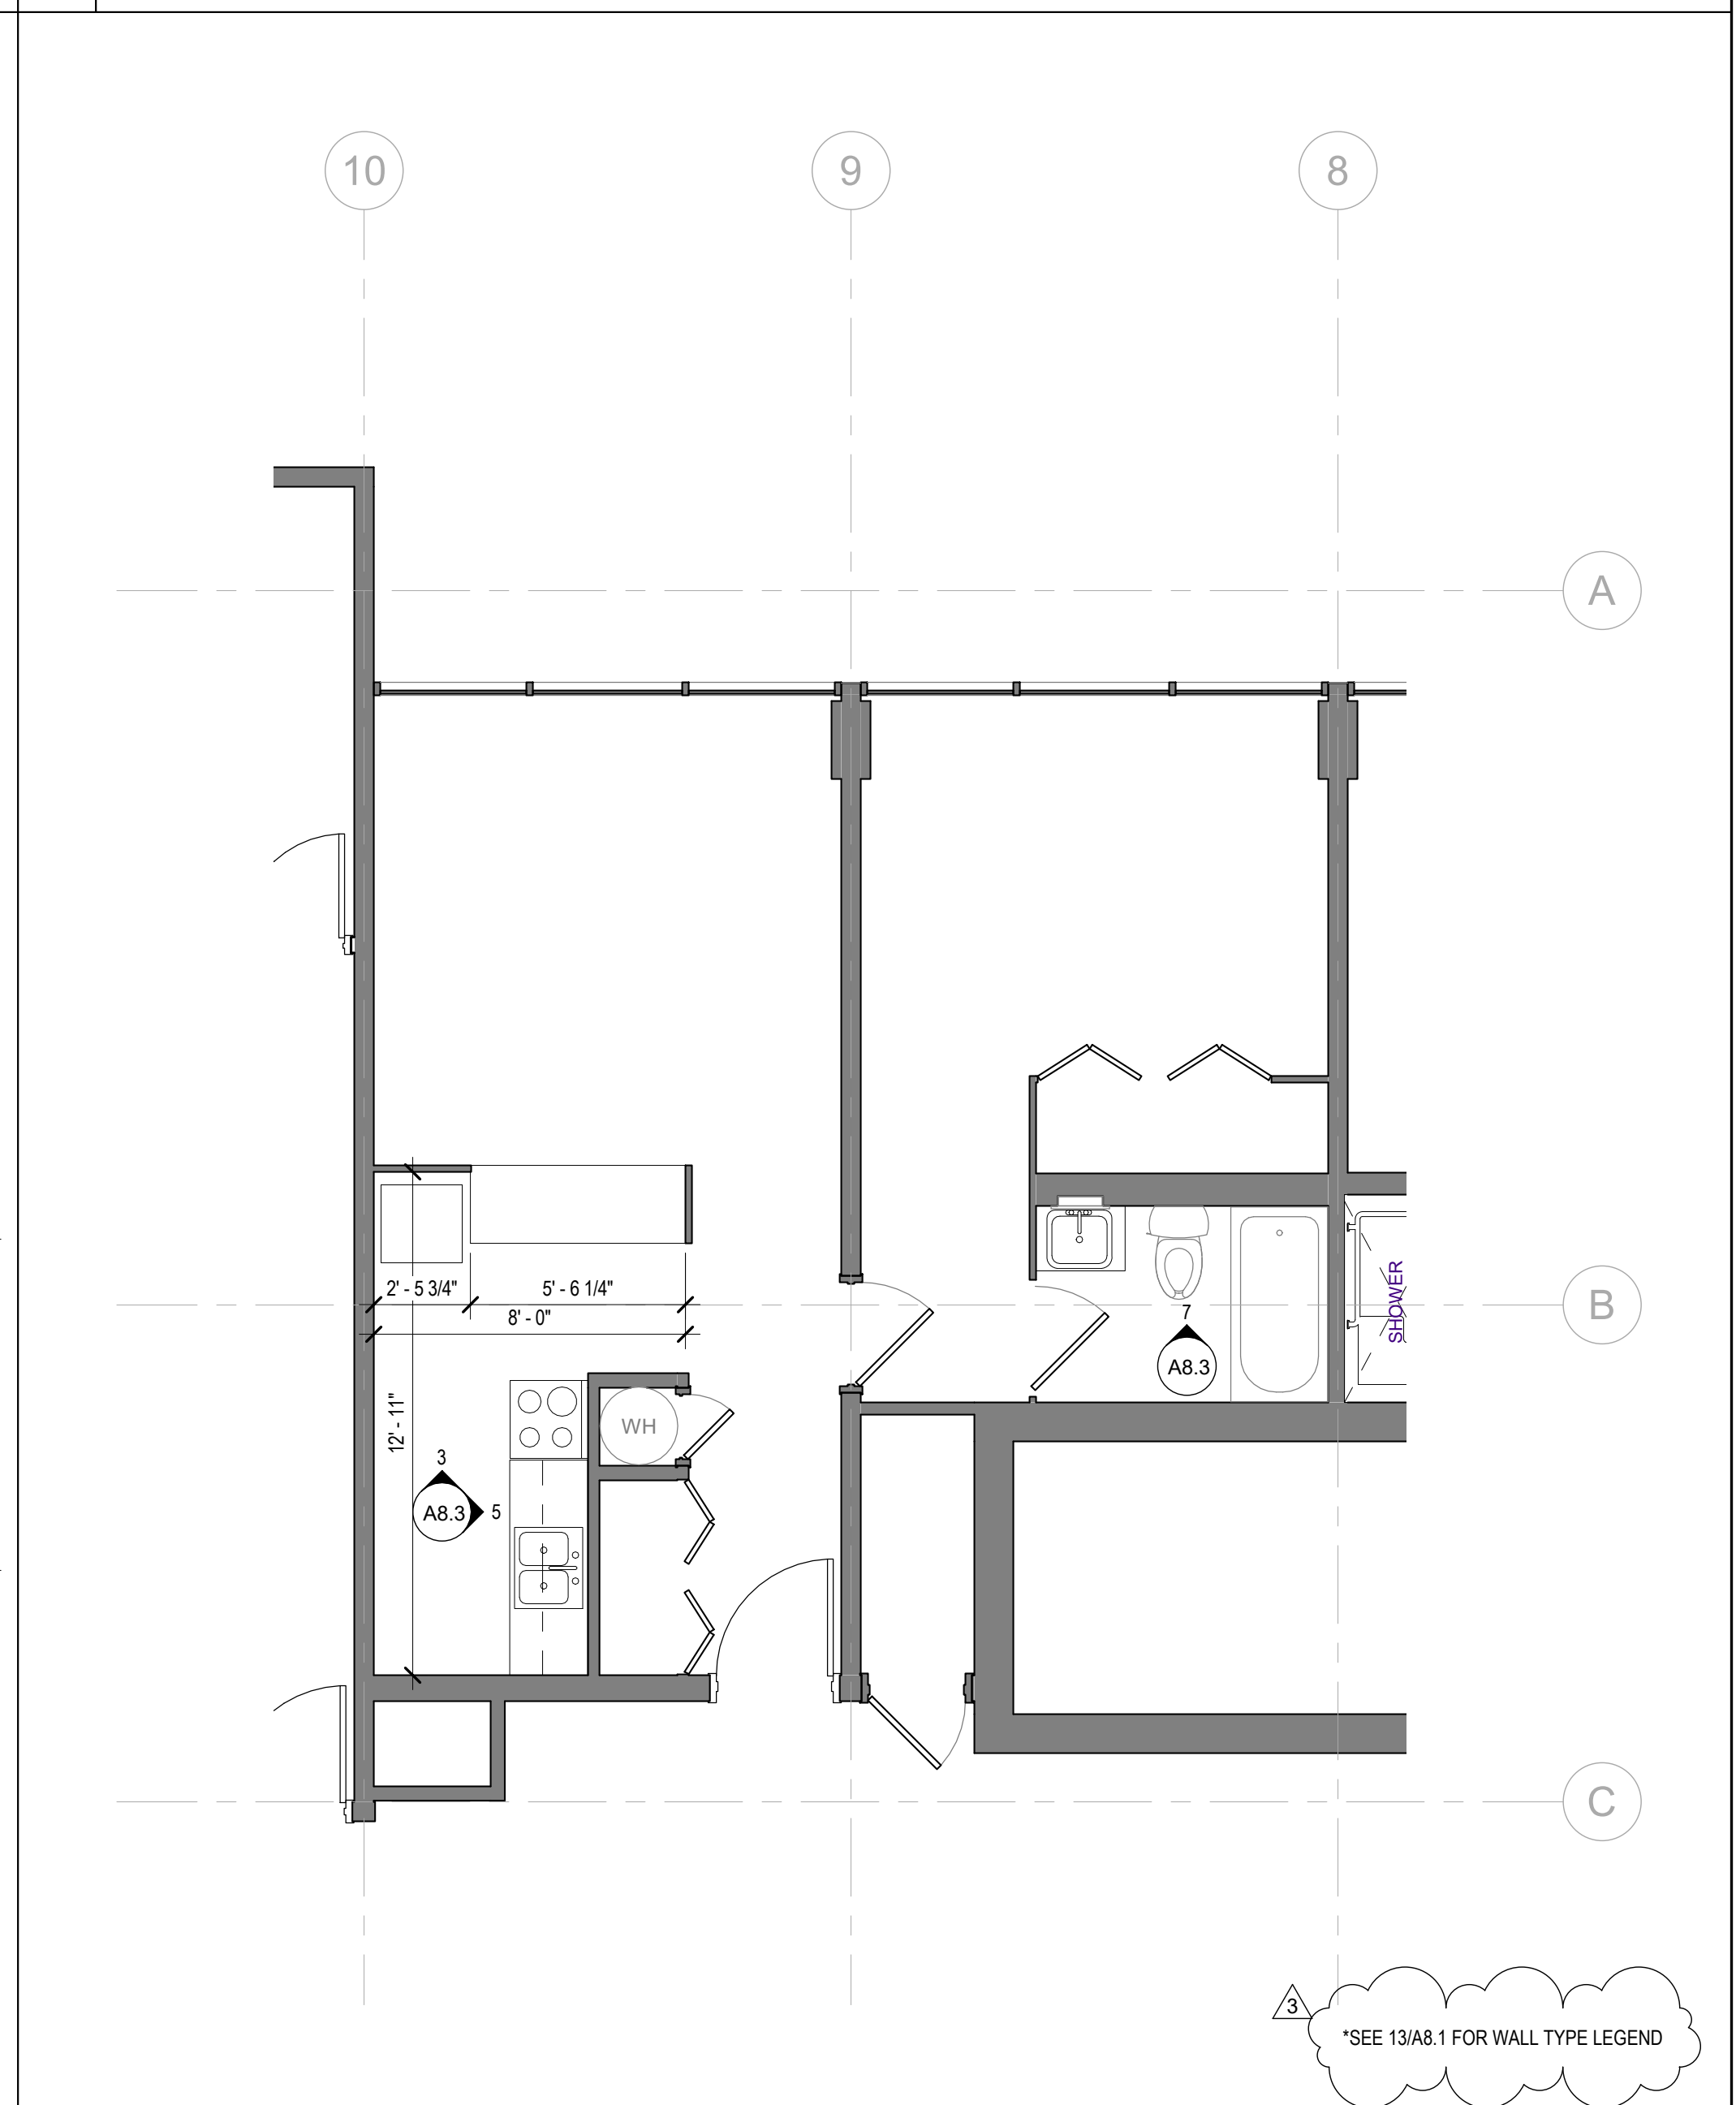 10
9
8
A
SHOWER
2' - 5 3/4"
5' - 6 1/4"
B
8' - 0"
7
A8.3
12' - 11"
WH
3
A8.3
5
C
3
*SEE 13/A8.1 FOR WALL TYPE LEGEND